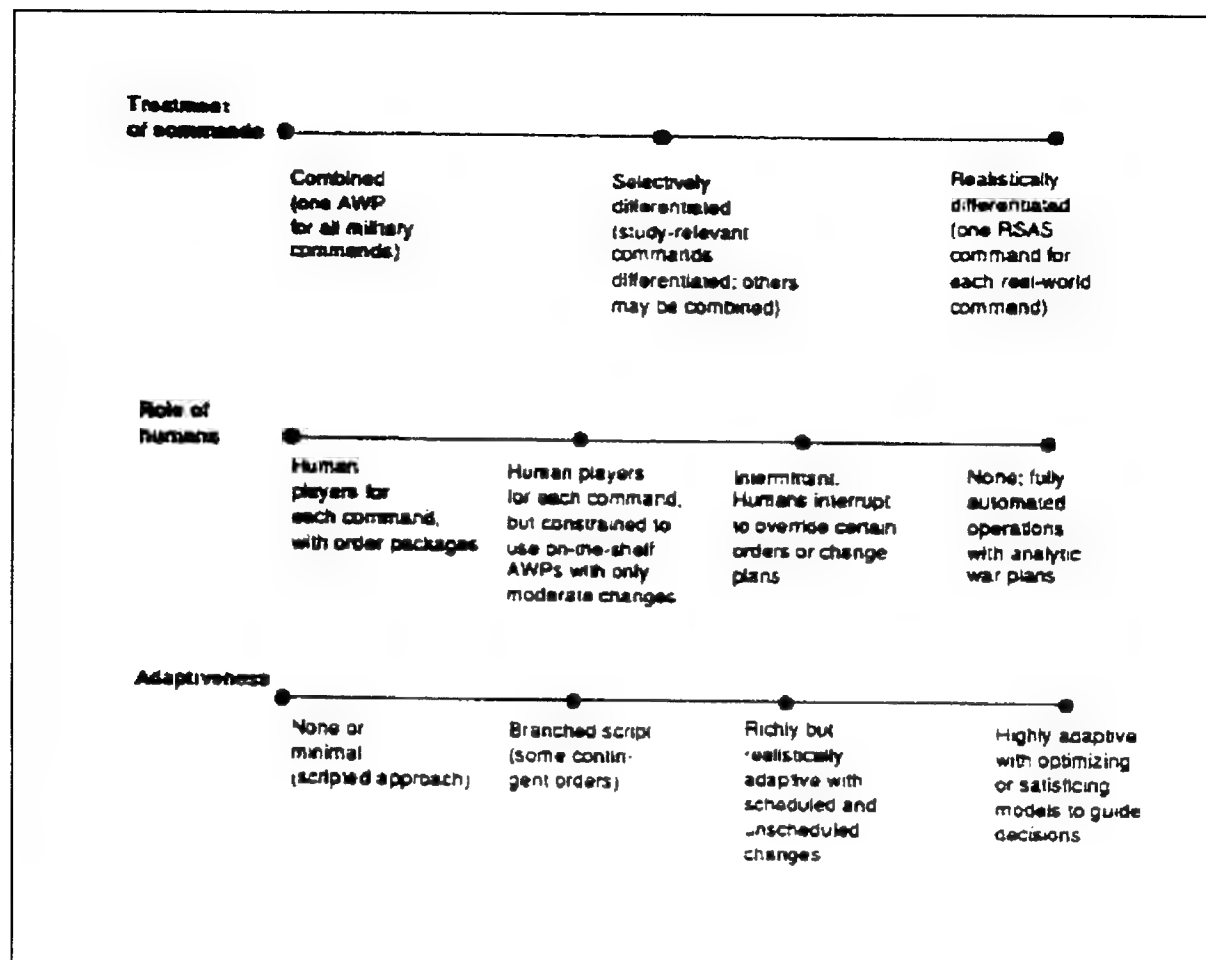 Treatment
of commands
Combined
(one AWP
for all military
commands)
Selectively
differentiated
(study-relevant
commands
differentiated; others
may be combined)
Realistically
differentiated
(one RSAS
command for
each real-world
command)
Role of
humans
Human
players for
each command,
with order packages
Human players
for each command,
but constrained to
use on-the-shelf
AWPs with only
moderate changes
Intermittent.
Humans interrupt
to override certain
orders or change
plans
None; fully
automated
operations
with analytic
war plans
Adaptiveness
None or
minimal
(scripted approach)
Branched script
(some contin-
gent orders)
Richly but
realistically
adaptive with
scheduled and
unscheduled
changes
Highly adaptive
with optimizing
or satisficing
models to guide
decisions